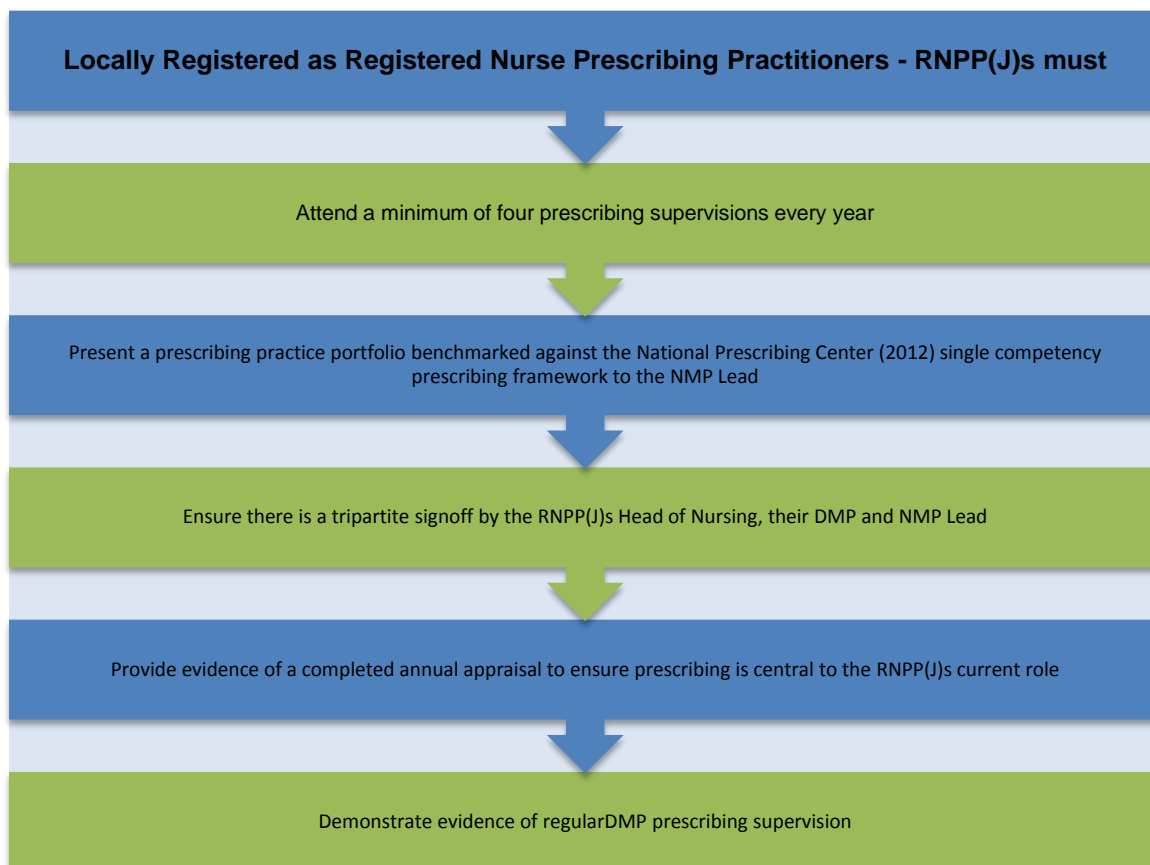 Locally Registered as Registered Nurse Prescribing Practitioners - RNPP(J)s must
Attend a minimum of four prescribing supervisions every year
Present a prescribing practice portfolio benchmarked against the National Prescribing Center (2012) single competency
prescribing framework to the NMP Lead
Ensure there is a tripartite signoff by the RNPP(J)s Head of Nursing, their DMP and NMP Lead
Provide evidence of a completed annual appraisal to ensure prescribing is central to the RNPP(J)s current role
Demonstrate evidence of regularDMP prescribing supervision